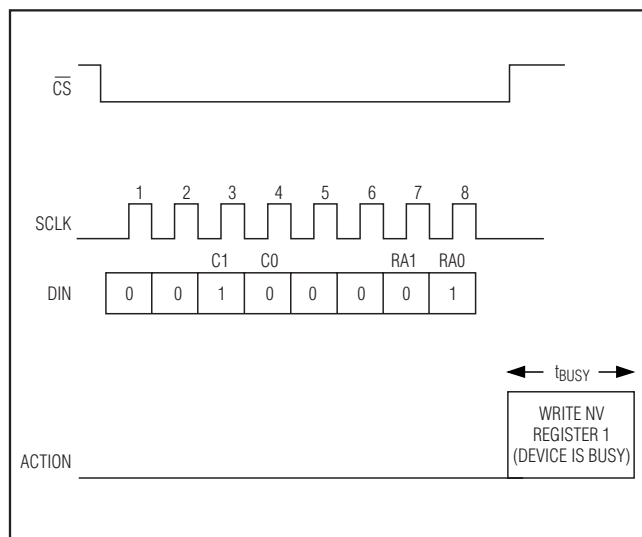 CS
1 2 3 4 5 6 7 8
SCLK
C1 C0 RA1 RA0
DIN 0 0 1 0 0 0 0 1
tBUSY
WRITE NV
REGISTER 1
(DEVICE IS BUSY)
ACTION